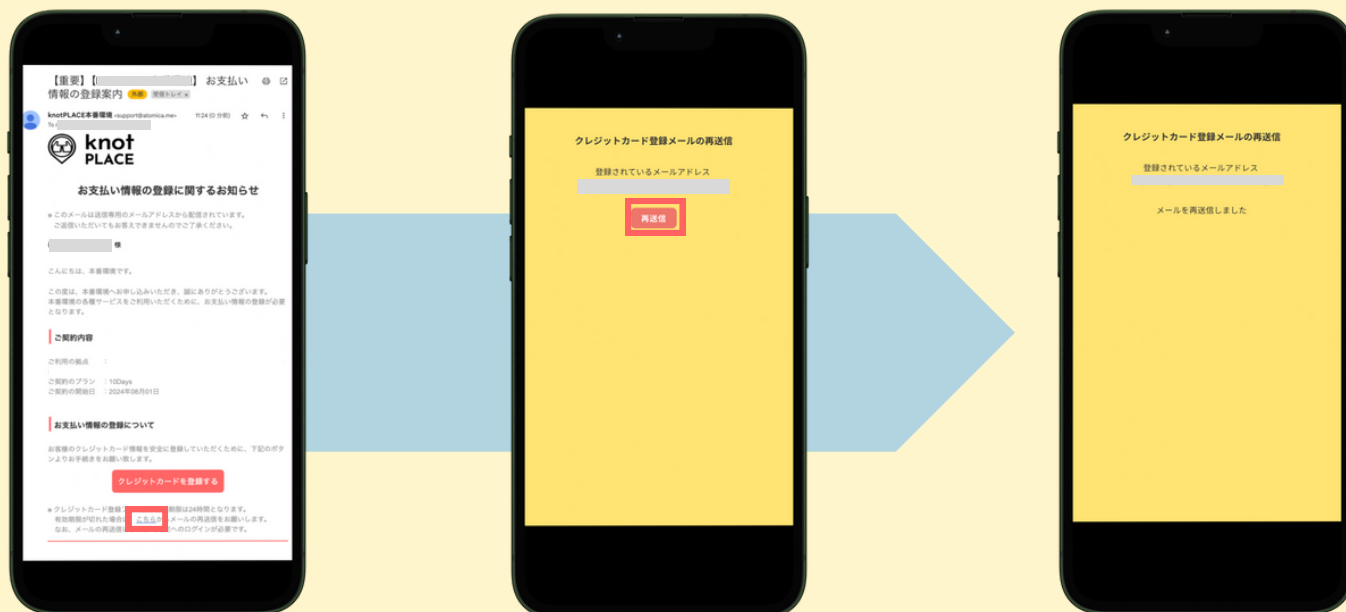 【重要】【 】 お支払い
情報の登録案内 外部 受信トレイ ×
knotPLACE本番環境 <support@atomica.me> 11:24 (0 分前)
To
knot
PLACE
お支払い情報の登録に関するお知らせ
※ このメールは送信専用のメールアドレスから配信されています。
ご返信いただいてもお答えできませんのでご了承ください。
様
こんにちは、本番環境です。
この度は、本番環境へお申し込みいただき、誠にありがとうございます。
本番環境の各種サービスをご利用いただくために、お支払い情報の登録が必要
となります。
ご契約内容
ご利用の拠点 :
ご契約のプラン : 10Days
ご契約の開始日 : 2024年08月01日
お支払い情報の登録について
お客様のクレジットカード情報を安全に登録していただくために、下記のボタ
ンよりお手続きをお願い致します。
クレジットカードを登録する
※ クレジットカード登録 期限は24時間となります。
有効期限が切れた場合 こちらから メールの再送信をお願いします。
なお、メールの再送信 へのログインが必要です。
クレジットカード登録メールの再送信
登録されているメールアドレス
再送信
クレジットカード登録メールの再送信
登録されているメールアドレス
メールを再送信しました